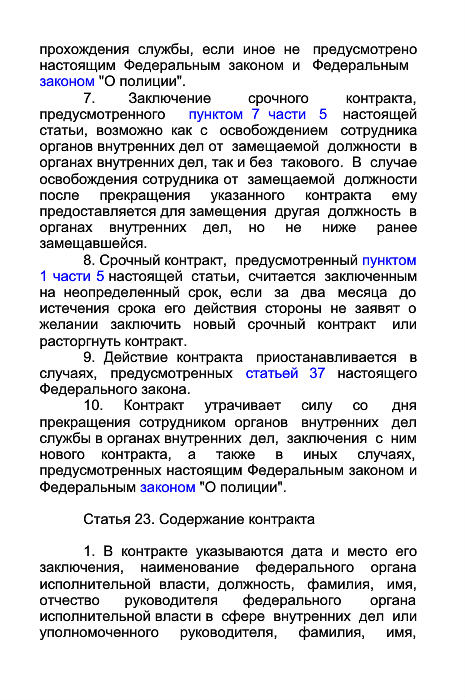 прохождения службы, если иное не предусмотрено
настоящим Федеральным законом и Федеральным
законом "О полиции".
7. Заключение срочного контракта,
предусмотренного пунктом 7 части 5 настоящей
статьи, возможно как с освобождением сотрудника
органов внутренних дел от замещаемой должности в
органах внутренних дел, так и без такового. В случае
освобождения сотрудника от замещаемой должности
после прекращения указанного контракта ему
предоставляется для замещения другая должность в
органах внутренних дел, но не ниже ранее
замещавшейся.
8. Срочный контракт, предусмотренный пунктом
1 части 5 настоящей статьи, считается заключенным
на неопределенный срок, если за два месяца до
истечения срока его действия стороны не заявят о
желании заключить новый срочный контракт или
расторгнуть контракт.
9. Действие контракта приостанавливается в
случаях, предусмотренных статьей 37 настоящего
Федерального закона.
10. Контракт утрачивает силу со дня
прекращения сотрудником органов внутренних дел
службы в органах внутренних дел, заключения с ним
нового контракта, а также в иных случаях,
предусмотренных настоящим Федеральным законом и
Федеральным законом "О полиции".
Статья 23. Содержание контракта
1. В контракте указываются дата и место его
заключения, наименование федерального органа
исполнительной власти, должность, фамилия, имя,
отчество руководителя федерального органа
исполнительной власти в сфере внутренних дел или
уполномоченного руководителя, фамилия, имя,